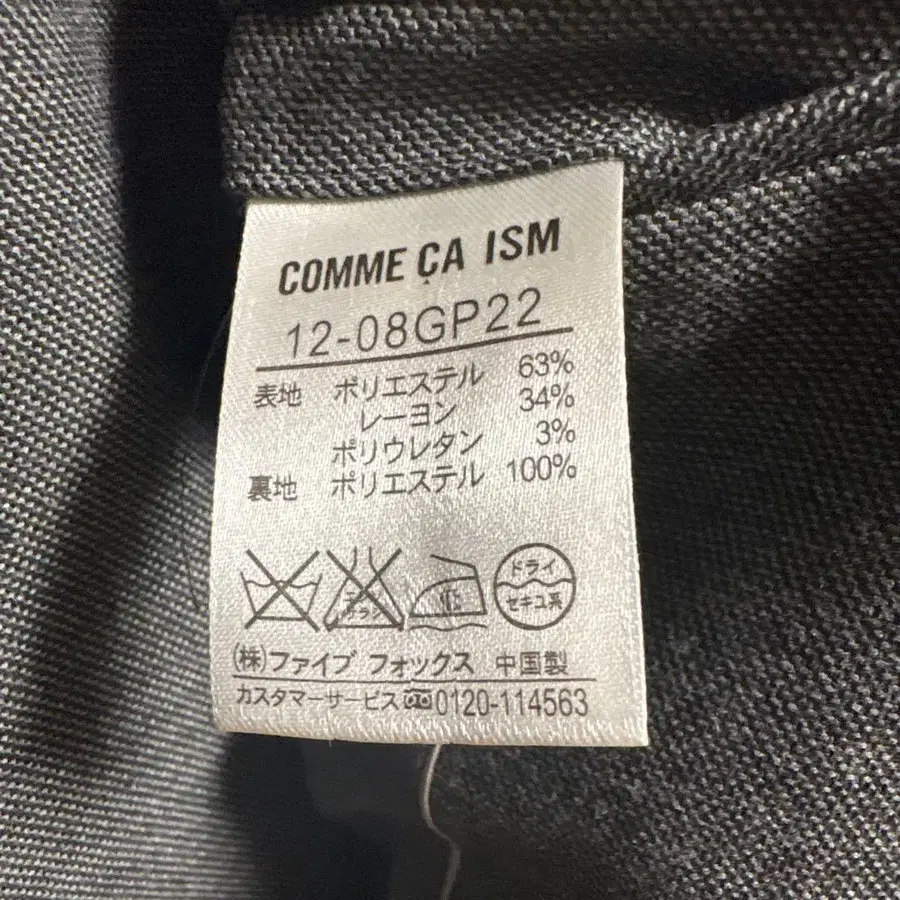 COMME ÇA ISM
12-08GP22
表地 ポリエステル 63%
レーヨン 34%
ポリウレタン 3%
裏地 ポリエステル 100%
ドライ
セキユ系
(株)ファイブ フォックス 中国製
カスタマーサービス 0120-114563